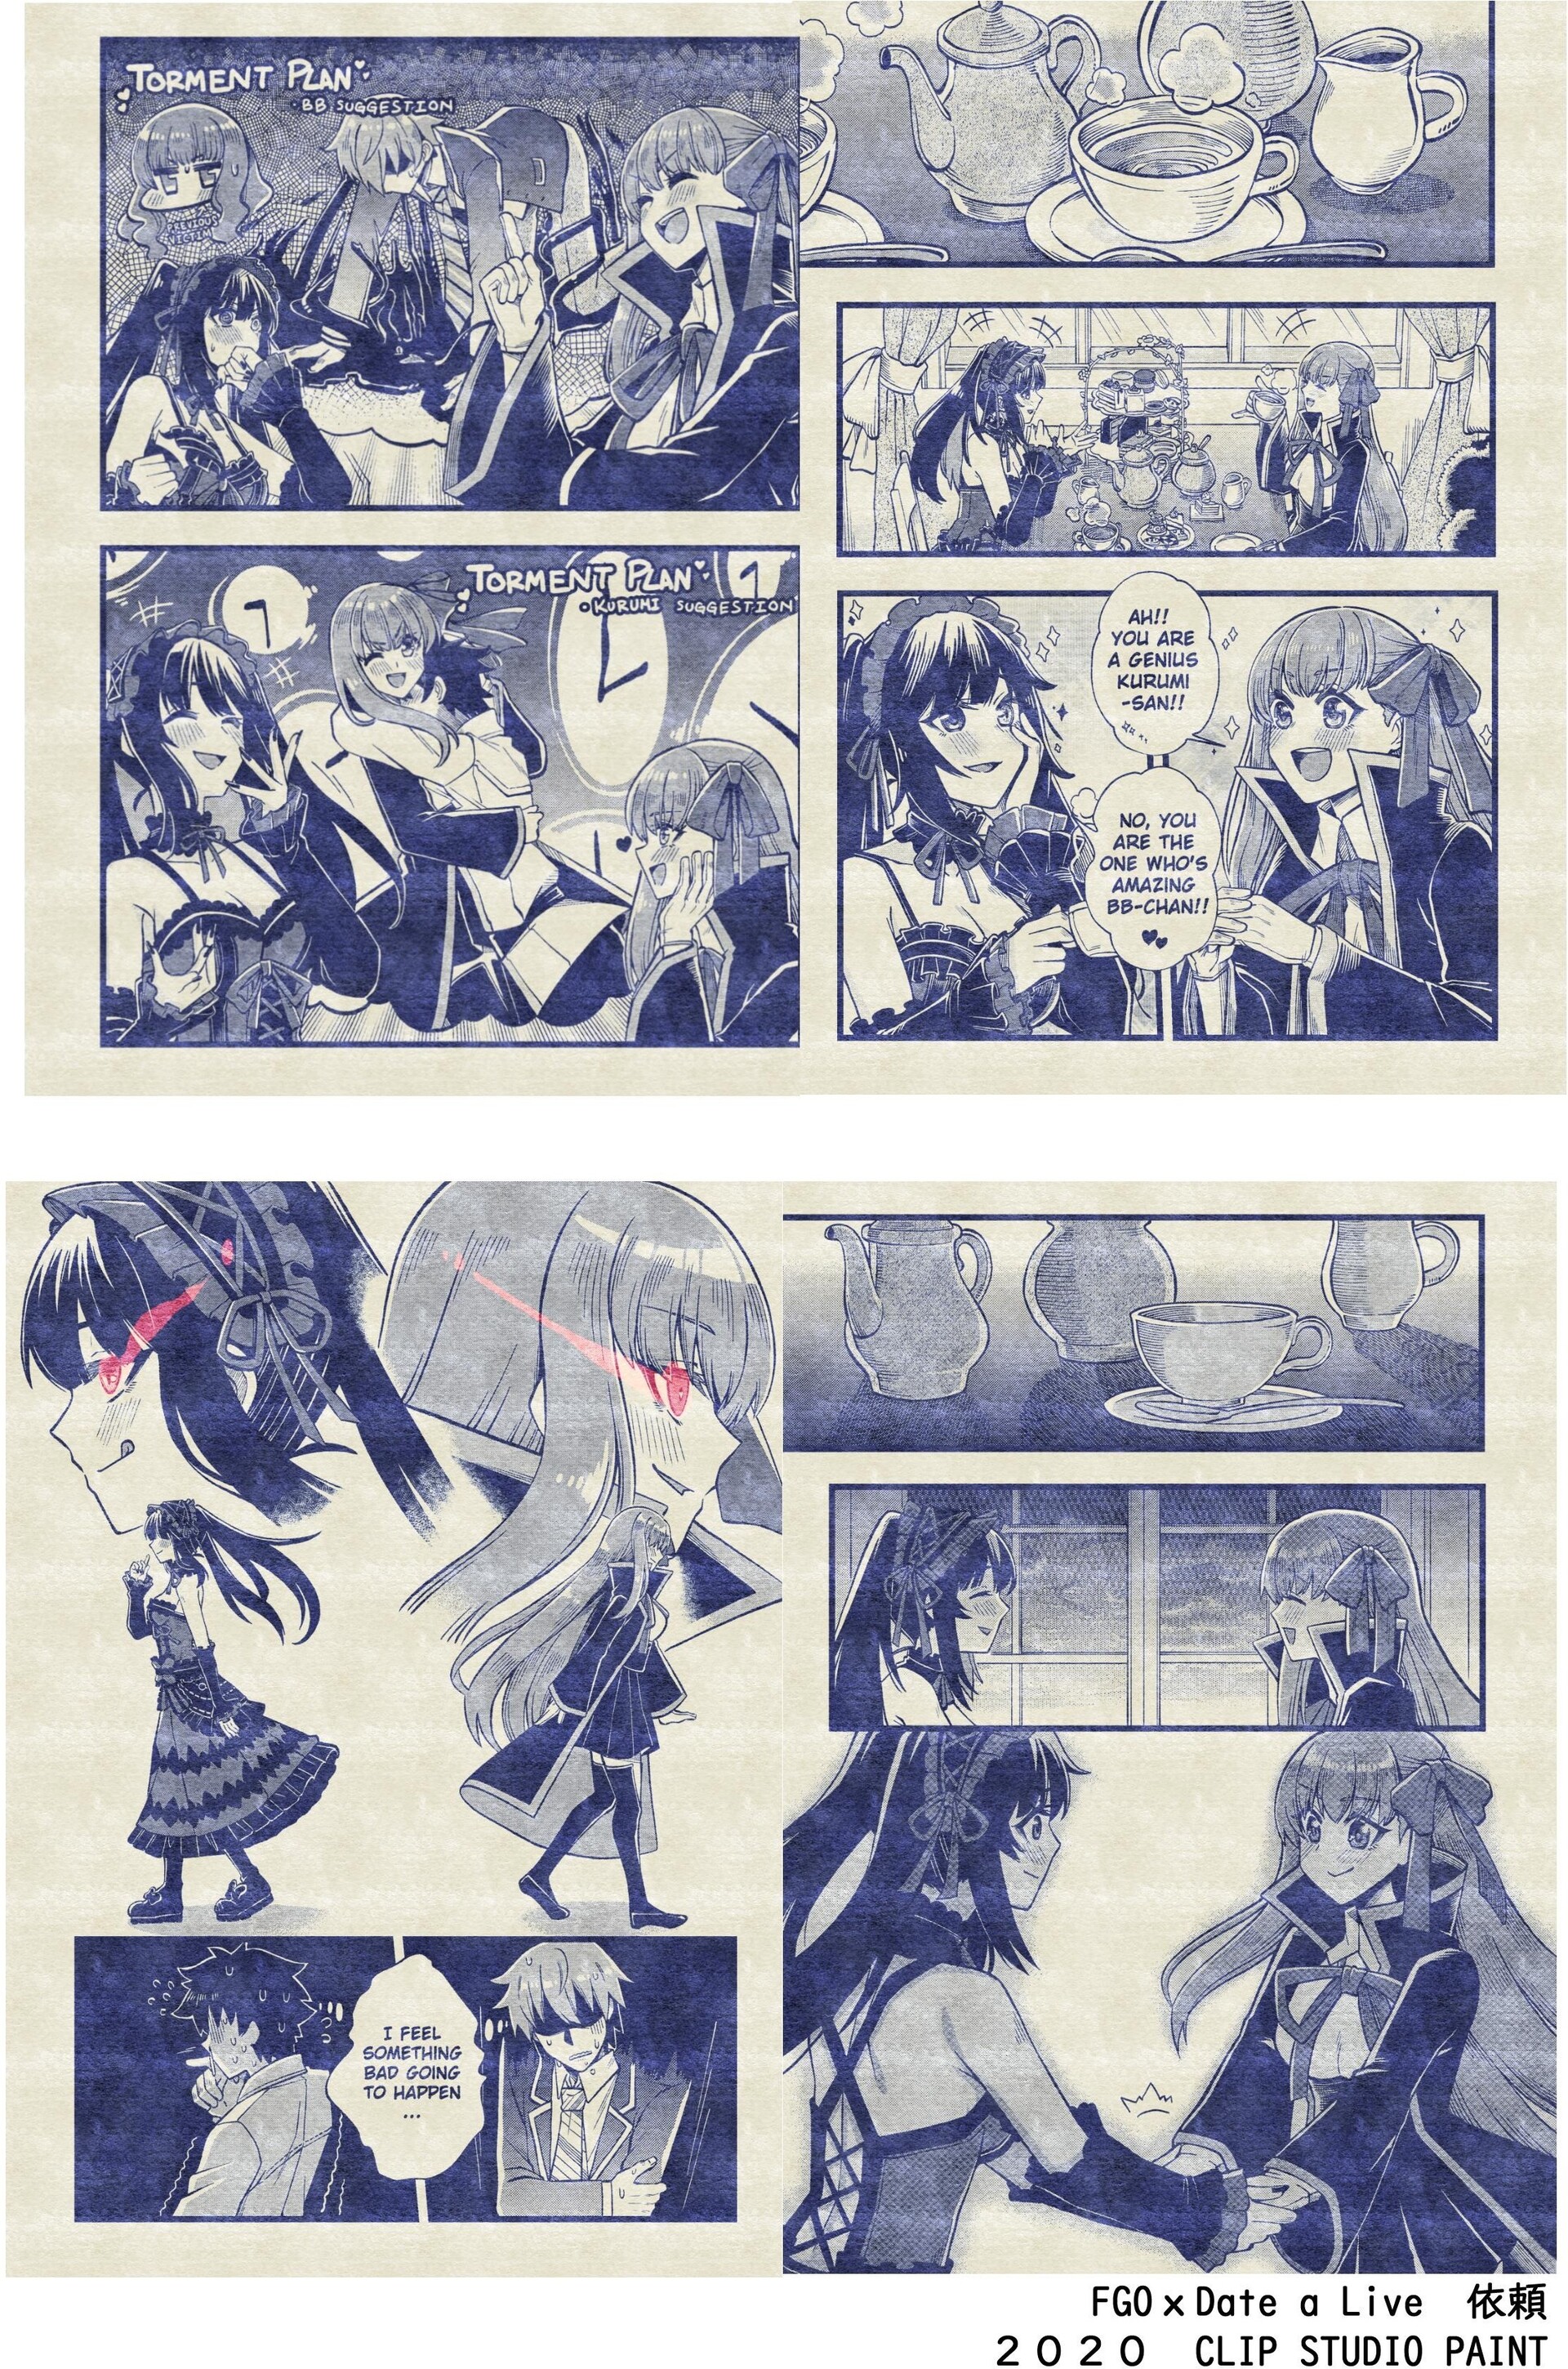 TORMENT PLAN
• BB SUGGESTION
PREVIOUS
VICTIM
TORMENT PLAN
• KURUMI SUGGESTION
AH!!
YOU ARE
A GENIUS
KURUMI
-SAN!!
NO, YOU
ARE THE
ONE WHO'S
AMAZING
BB-CHAN!!
I FEEL
SOMETHING
BAD GOING
TO HAPPEN
...
FGO x Date a Live 依頼
2020 CLIP STUDIO PAINT